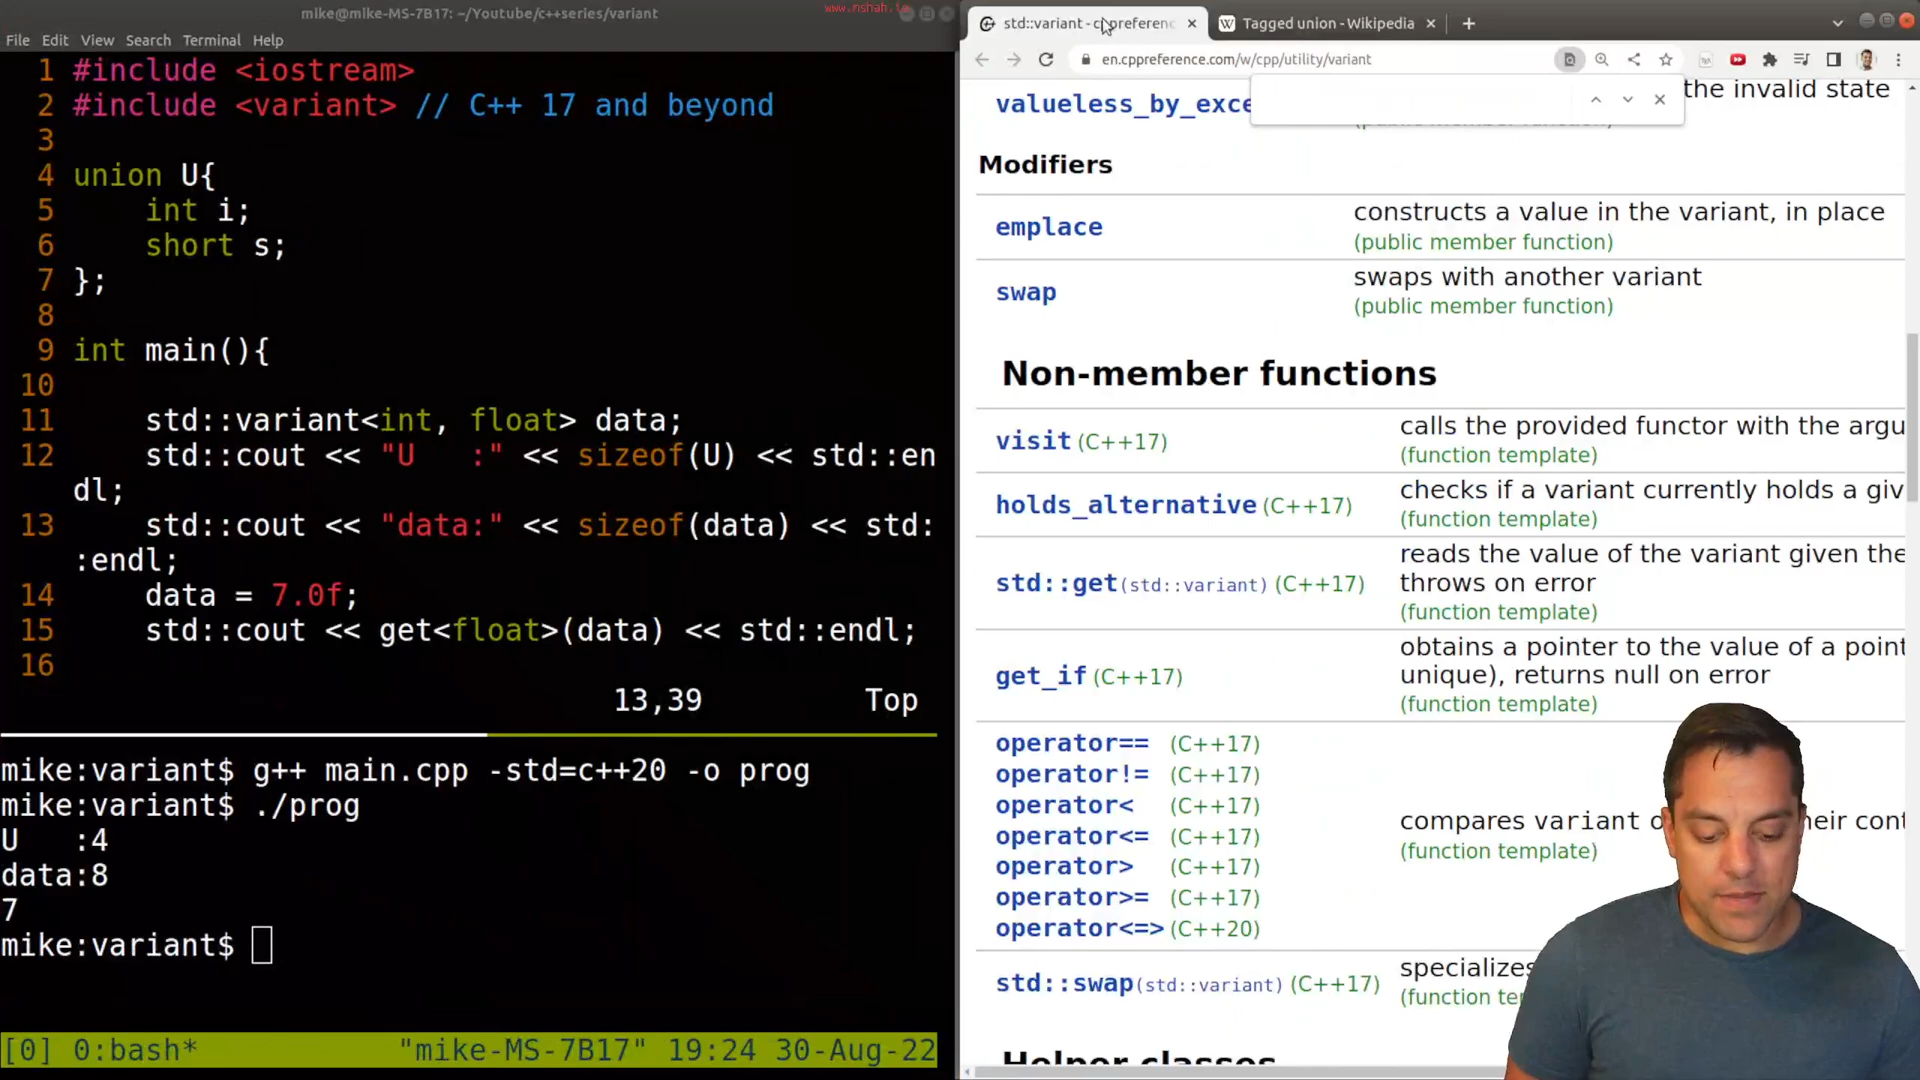 mike@mike-MS-7B17: ~/Youtube/c++series/variant
www.mshah.io
File Edit View Search Terminal Help
1 #include <iostream>
2 #include <variant> // C++ 17 and beyond
3
4 union U{
5 int i;
6 short s;
7 };
8
9 int main(){
10
11 std::variant<int, float> data;
12 std::cout << "U   :" << sizeof(U) << std::en
dl;
13 std::cout << "data:" << sizeof(data) << std:
:endl;
14 data = 7.0f;
15 std::cout << get<float>(data) << std::endl;
16
13,39 Top
mike:variant$ g++ main.cpp -std=c++20 -o prog
mike:variant$ ./prog
U   :4
data:8
7
mike:variant$
[0] 0:bash* "mike-MS-7B17" 19:24 30-Aug-22
std::variant - cppreferenc
Tagged union - Wikipedia
en.cppreference.com/w/cpp/utility/variant
valueless_by_exce the invalid state
(public member function)
Modifiers
emplace constructs a value in the variant, in place
(public member function)
swap swaps with another variant
(public member function)
Non-member functions
visit (C++17) calls the provided functor with the argu
(function template)
holds_alternative (C++17) checks if a variant currently holds a giv
(function template)
std::get(std::variant) (C++17) reads the value of the variant given the
throws on error
(function template)
get_if (C++17) obtains a pointer to the value of a point
unique), returns null on error
(function template)
operator== (C++17)
operator!= (C++17)
operator< (C++17)
operator<= (C++17)
operator> (C++17)
operator>= (C++17)
operator<=> (C++20)
compares variant o heir cont
(function template)
std::swap(std::variant) (C++17) specializes
(function te
Helper classes